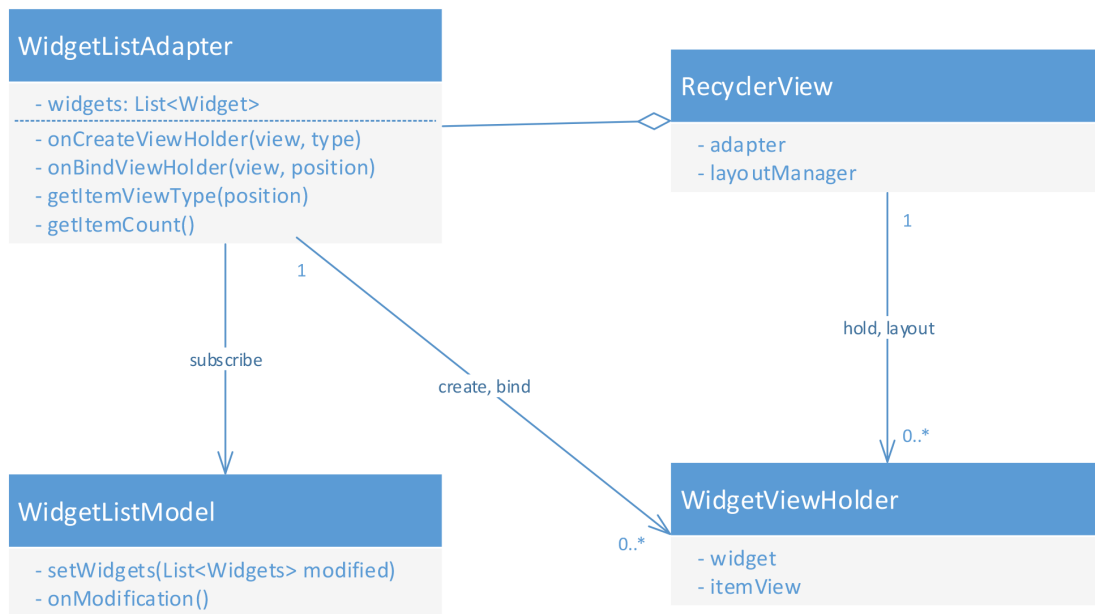 WidgetListAdapter
- widgets: List<Widget>
- onCreateViewHolder(view, type)
- onBindViewHolder(view, position)
- getItemViewType(position)
- getItemCount()
RecyclerView
- adapter
- layoutManager
1
1
hold, layout
subscribe
create, bind
0..*
0..*
WidgetListModel
- setWidgets(List<Widgets> modified)
- onModification()
WidgetViewHolder
- widget
- itemView